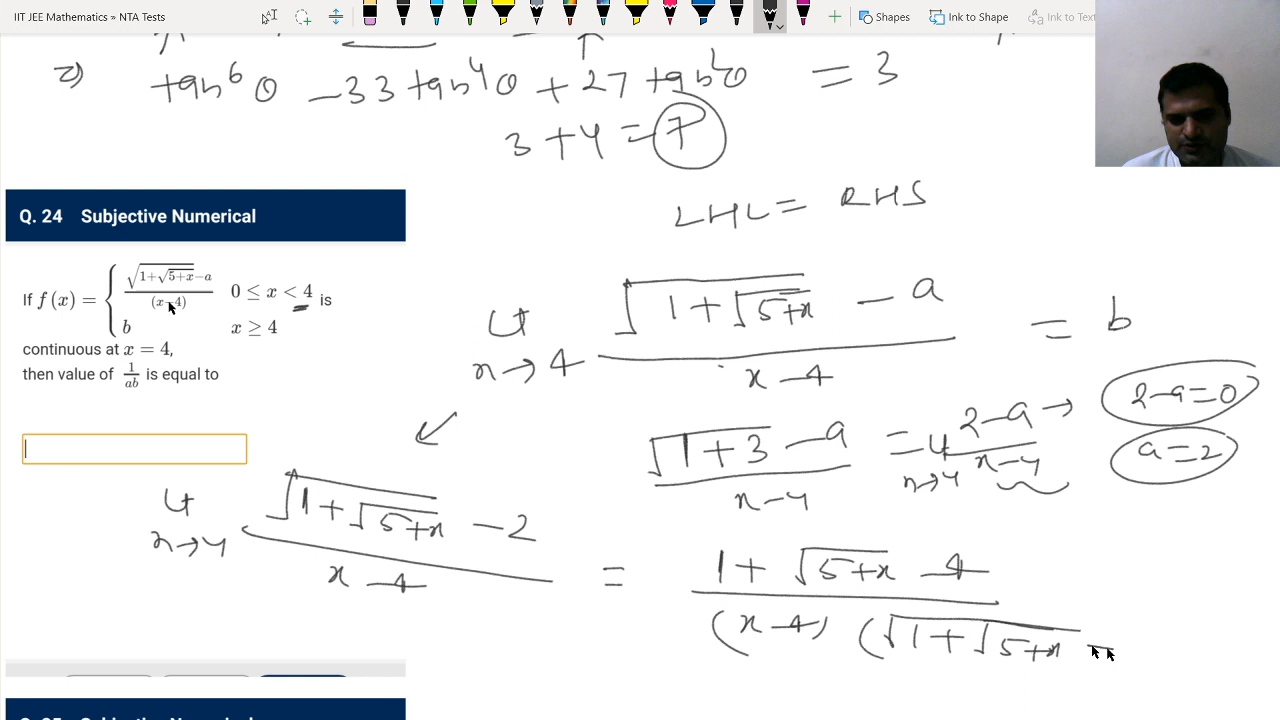 IIT JEE Mathematics » NTA Tests
Shapes
Ink to Shape
Ink to Text
tan⁶θ - 33 tan⁴θ + 27 tan²θ = 3
3 + 4 = 7
Q. 24 Subjective Numerical
LHL = RHS
If f(x) = { (√(1+√(5+x)) − a)/(x−4) 0 ≤ x < 4 is
b x ≥ 4
continuous at x = 4,
then value of 1/ab is equal to
Lt x→4 (√(1+√(5+x)) − a)/(x−4) = b
(√(1+3) − a)/(x−4) = Lt x→4 (2−a)/(x−4) → 2−a=0
a=2
Lt x→4 (√(1+√(5+x)) − 2)/(x−4) = (1+√(5+x) − 4)/((x−4)(√(1+√(5+x))